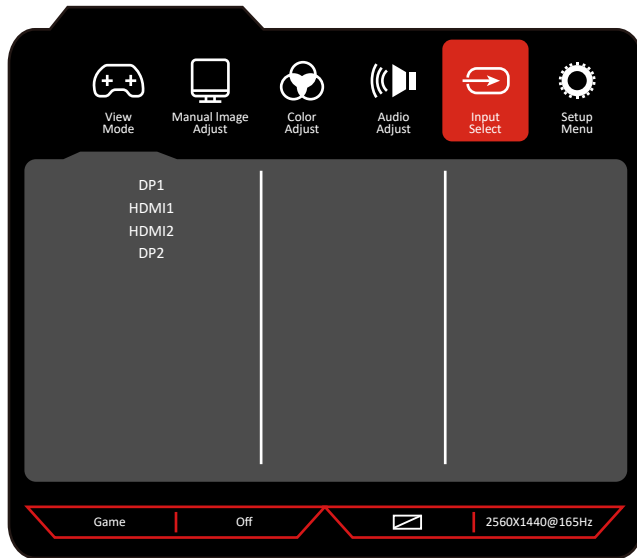 View
Mode
Manual Image
Adjust
Color
Adjust
Audio
Adjust
Input
Select
Setup
Menu
DP1
HDMI1
HDMI2
DP2
Game
Off
2560X1440@165Hz